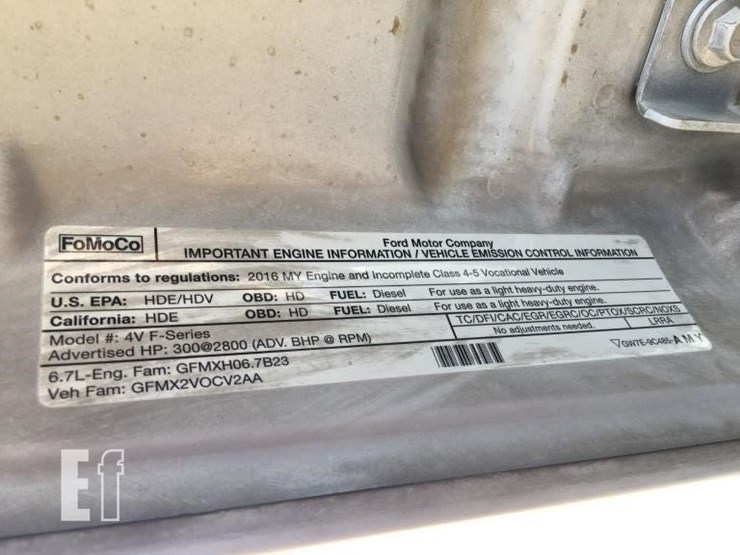 FoMoCo
Ford Motor Company
IMPORTANT ENGINE INFORMATION / VEHICLE EMISSION CONTROL INFORMATION
Conforms to regulations: 2016 MY Engine and Incomplete Class 4-5 Vocational Vehicle
U.S. EPA: HDE/HDV OBD: HD FUEL: Diesel For use as a light heavy-duty engine.
California: HDE OBD: HD FUEL: Diesel For use as a light heavy-duty engine.
Model #: 4V F-Series TC/DFI/CAC/EGR/EGRC/OC/PTOX/SCRC/NOXS
Advertised HP: 300@2800 (ADV. BHP @ RPM) No adjustments needed. LRRA
6.7L-Eng. Fam: GFMXH06.7B23 GW7E-9C485-AMY
Veh Fam: GFMX2VOCV2AA
Ef